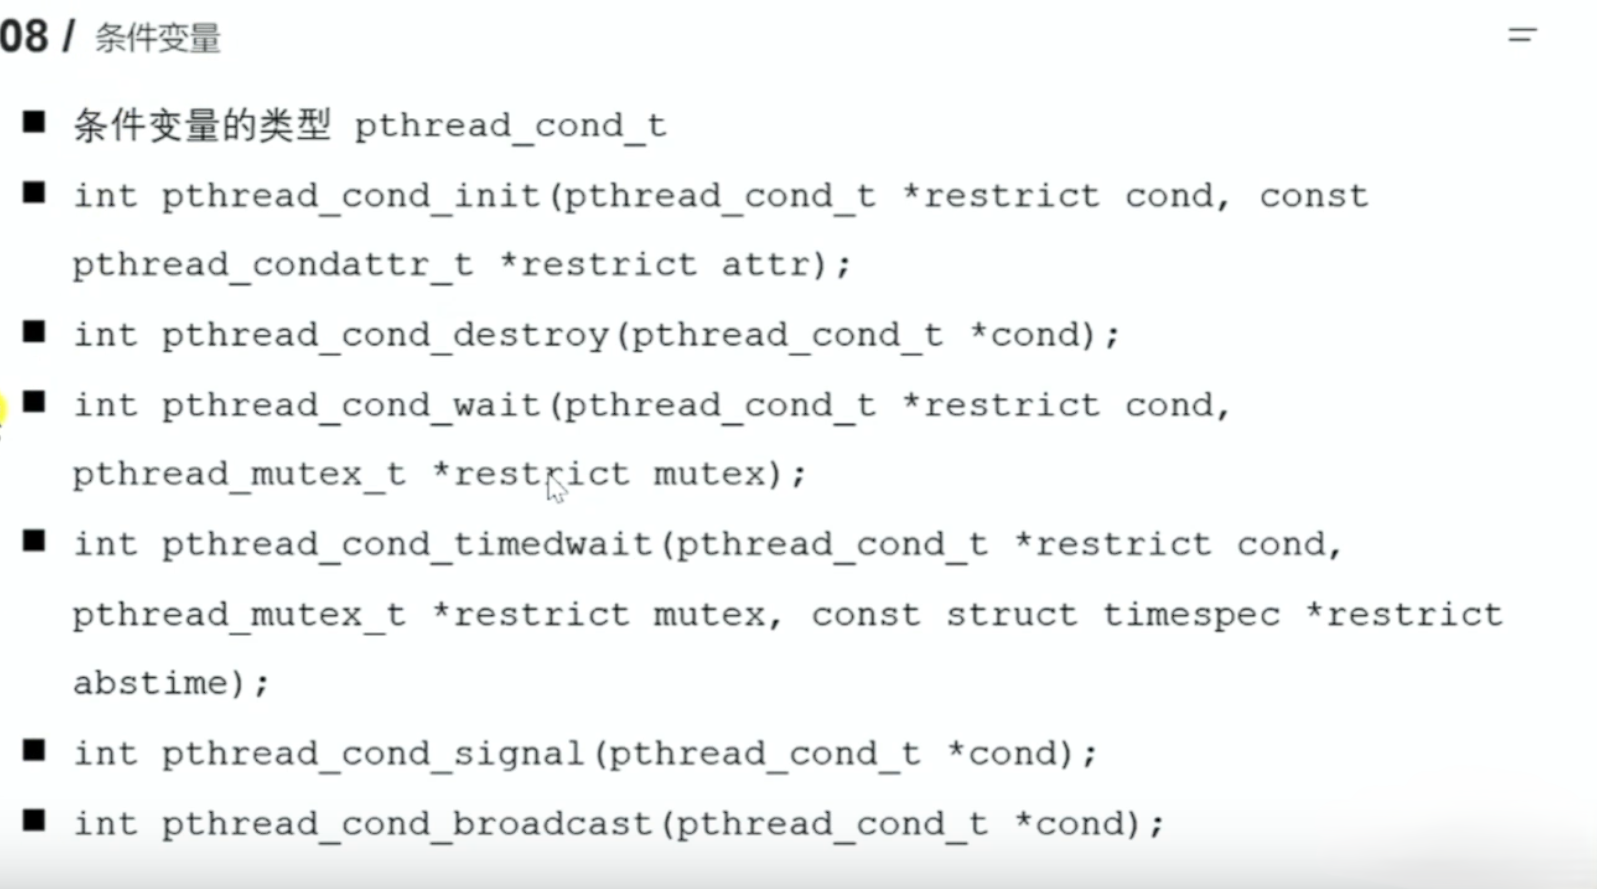 08 / 条件变量
■ 条件变量的类型 pthread_cond_t
■ int pthread_cond_init(pthread_cond_t *restrict cond, const
pthread_condattr_t *restrict attr);
■ int pthread_cond_destroy(pthread_cond_t *cond);
■ int pthread_cond_wait(pthread_cond_t *restrict cond,
pthread_mutex_t *restrict mutex);
■ int pthread_cond_timedwait(pthread_cond_t *restrict cond,
pthread_mutex_t *restrict mutex, const struct timespec *restrict
abstime);
■ int pthread_cond_signal(pthread_cond_t *cond);
■ int pthread_cond_broadcast(pthread_cond_t *cond);